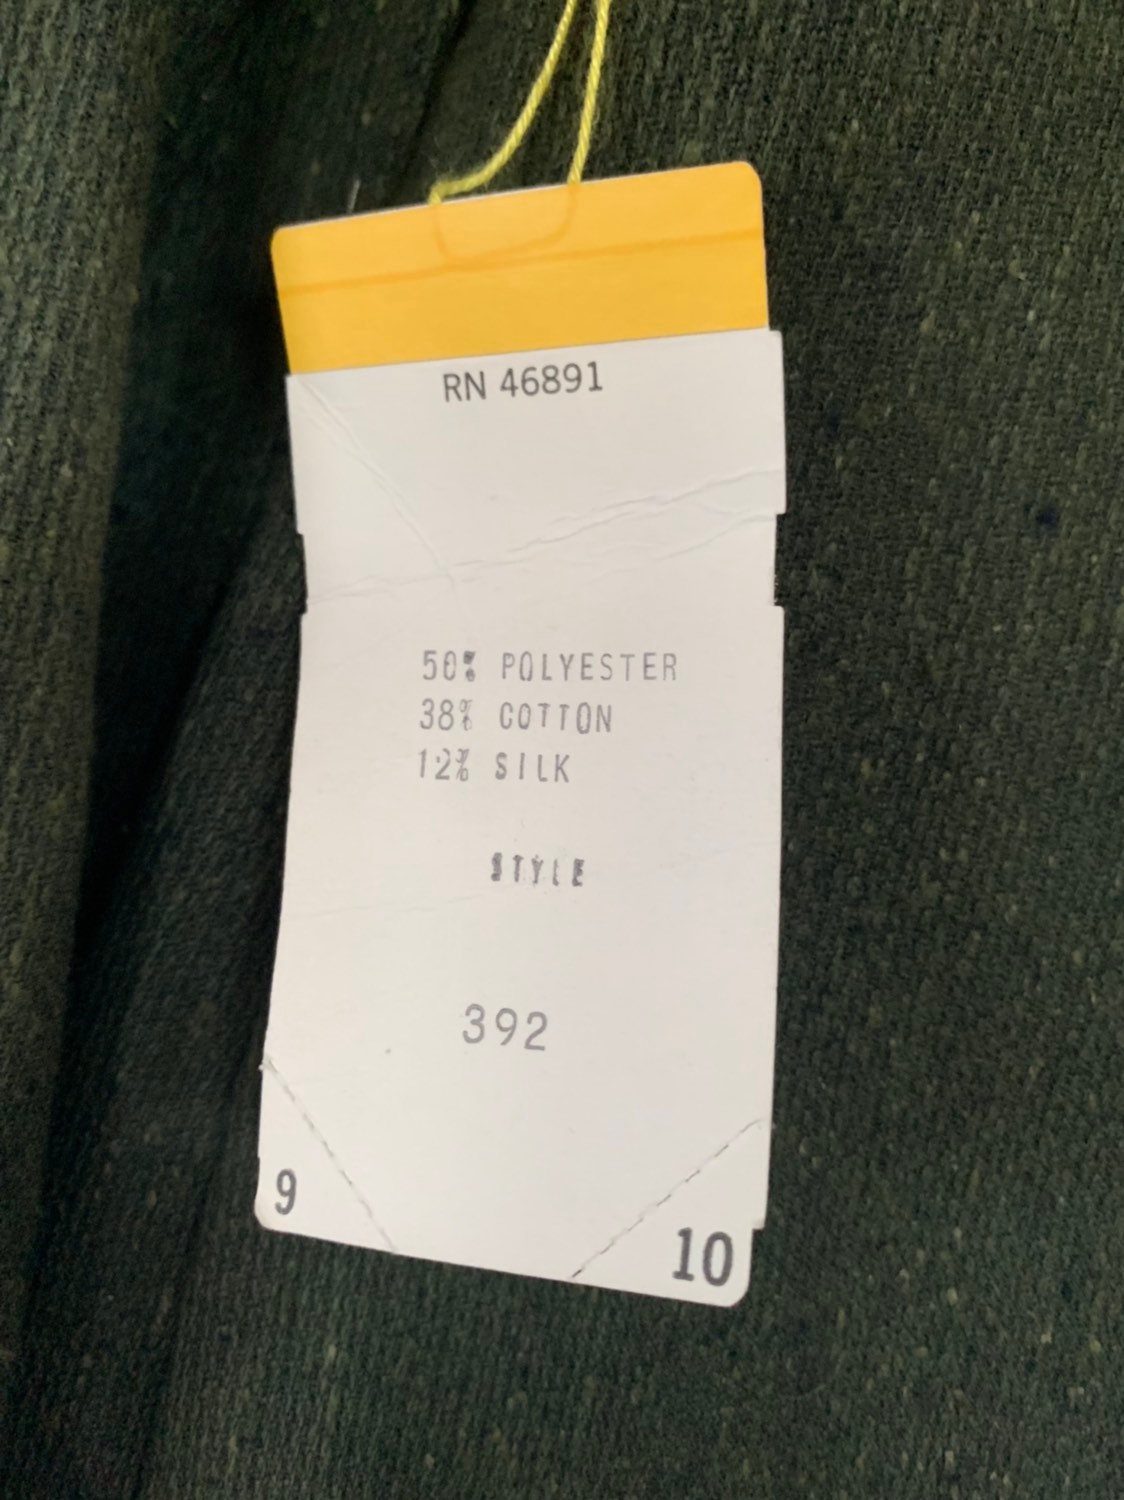 RN 46891
50% POLYESTER
38% COTTON
12% SILK
STYLE
392
9
10